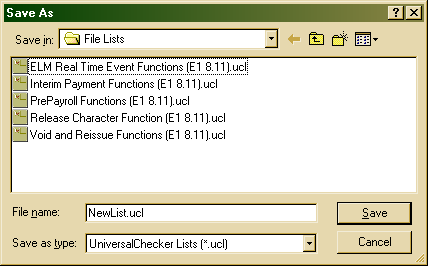 Save As
Save in: File Lists
ELM Real Time Event Functions (E1 8.11).ucl
Interim Payment Functions (E1 8.11).ucl
PrePayroll Functions (E1 8.11).ucl
Release Character Function (E1 8.11).ucl
Void and Reissue Functions (E1 8.11).ucl
File name: NewList.ucl Save
Save as type: UniversalChecker Lists (*.ucl) Cancel